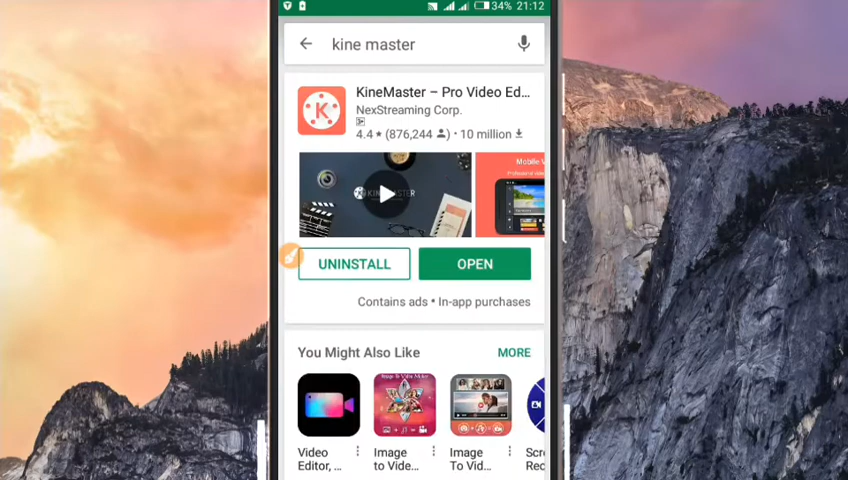 34% 21:12
kine master
K
KineMaster – Pro Video Ed...
NexStreaming Corp.
3+
4.4 ★ (876,244) • 10 million
KINEMASTER
Mobile V
UNINSTALL
OPEN
Contains ads • In-app purchases
You Might Also Like
MORE
Video
Editor, ...
Image
to Vide...
Image
To Vid...
Scr
Rec